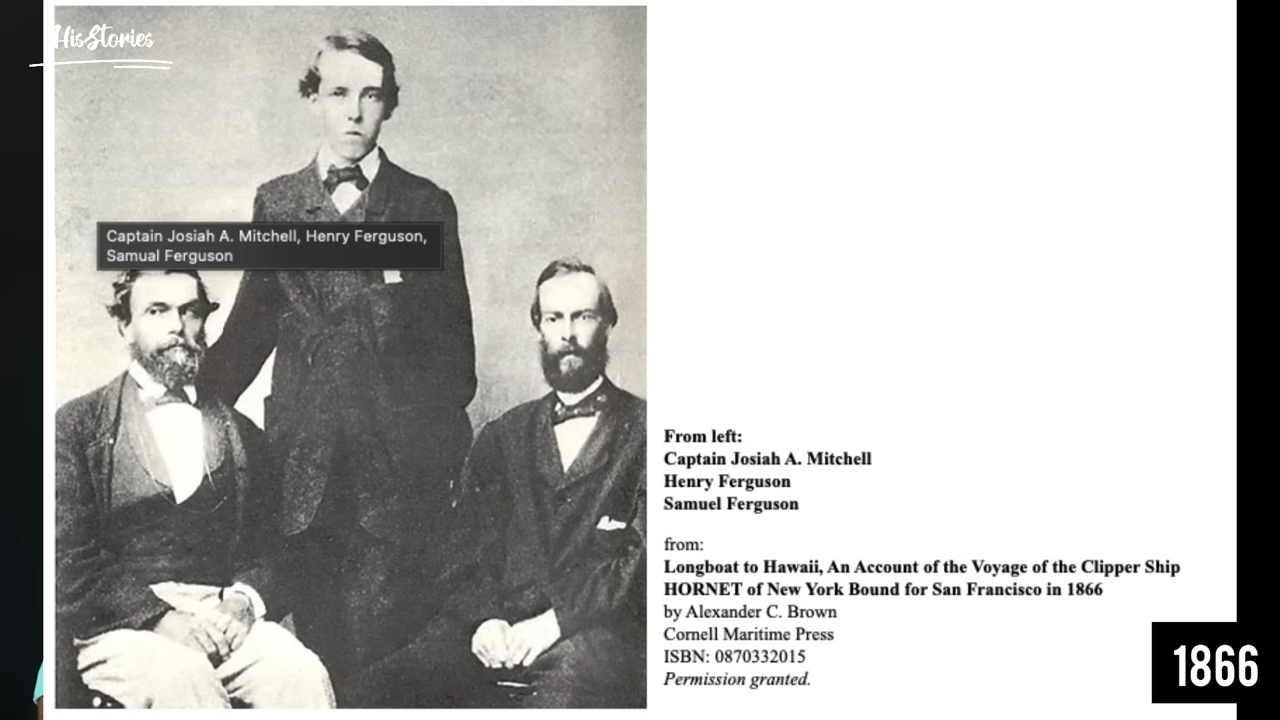 HisStories
Captain Josiah A. Mitchell, Henry Ferguson,
Samual Ferguson
From left:
Captain Josiah A. Mitchell
Henry Ferguson
Samuel Ferguson
from:
Longboat to Hawaii, An Account of the Voyage of the Clipper Ship
HORNET of New York Bound for San Francisco in 1866
by Alexander C. Brown
Cornell Maritime Press
ISBN: 0870332015
Permission granted.
1866